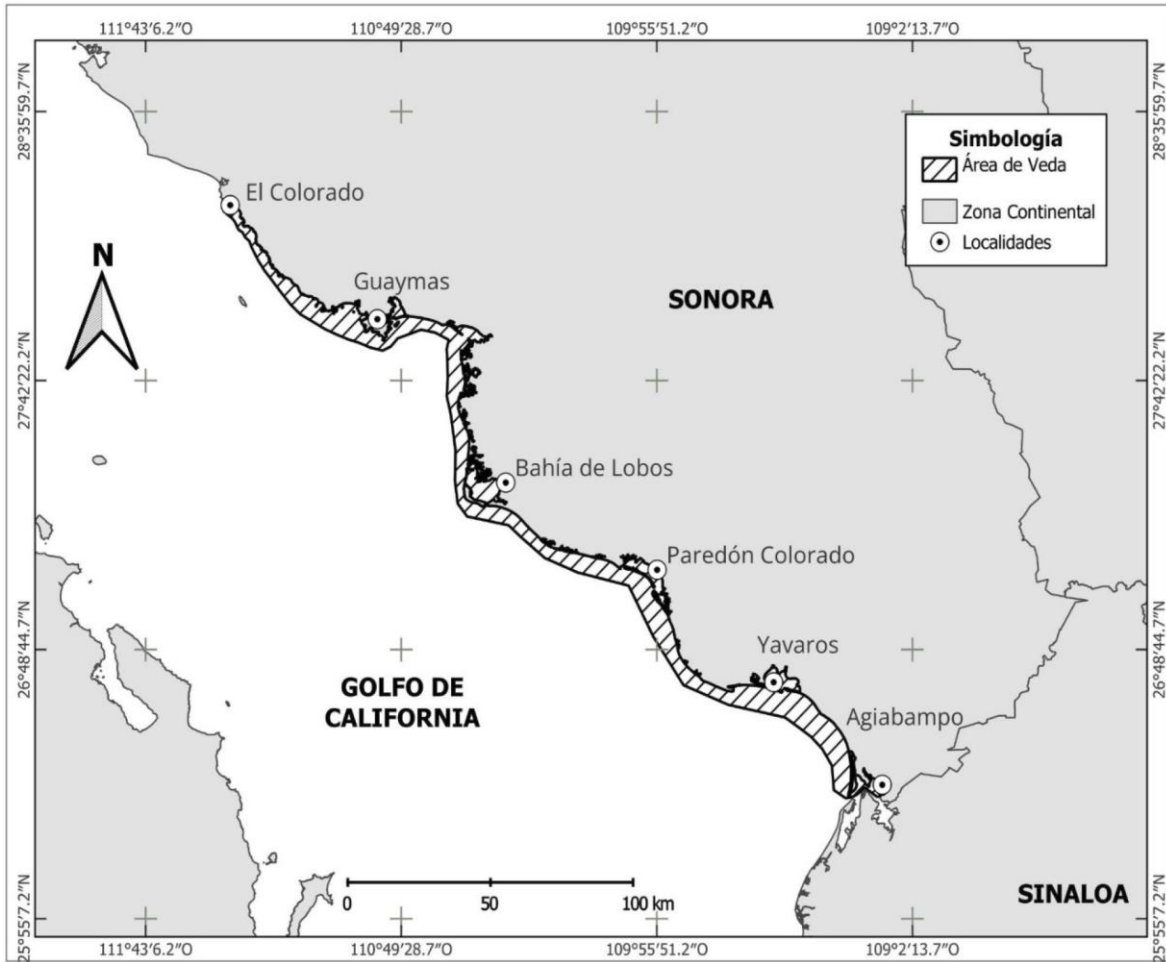 111°43'6.2"O 110°49'28.7"O 109°55'51.2"O 109°2'13.7"O
28°35'59.7"N 28°35'59.7"N
Simbología
Área de Veda
Zona Continental
Localidades
El Colorado
N
Guaymas
SONORA
27°42'22.2"N 27°42'22.2"N
Bahía de Lobos
Paredón Colorado
26°48'44.7"N 26°48'44.7"N
Yavaros
GOLFO DE
CALIFORNIA
Agiabampo
0 50 100 km
SINALOA
25°55'7.2"N 25°55'7.2"N
111°43'6.2"O 110°49'28.7"O 109°55'51.2"O 109°2'13.7"O